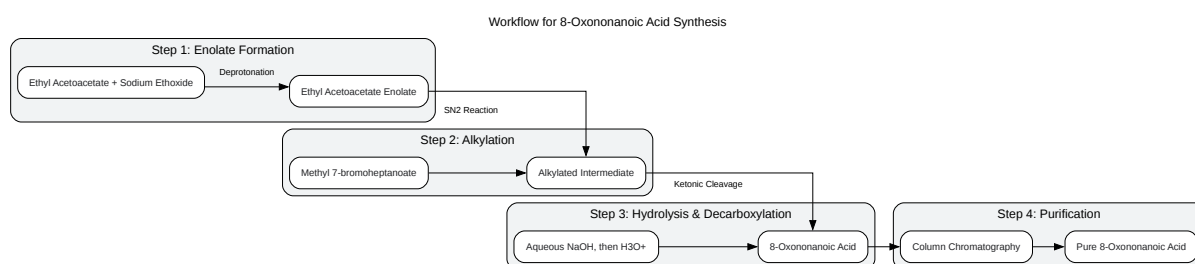 Workflow for 8-Oxononanoic Acid Synthesis
Step 1: Enolate Formation
Ethyl Acetoacetate + Sodium Ethoxide
Deprotonation
Ethyl Acetoacetate Enolate
SN2 Reaction
Step 2: Alkylation
Methyl 7-bromoheptanoate
Alkylated Intermediate
Ketonic Cleavage
Step 3: Hydrolysis & Decarboxylation
Aqueous NaOH, then H3O+
8-Oxononanoic Acid
Step 4: Purification
Column Chromatography
Pure 8-Oxononanoic Acid